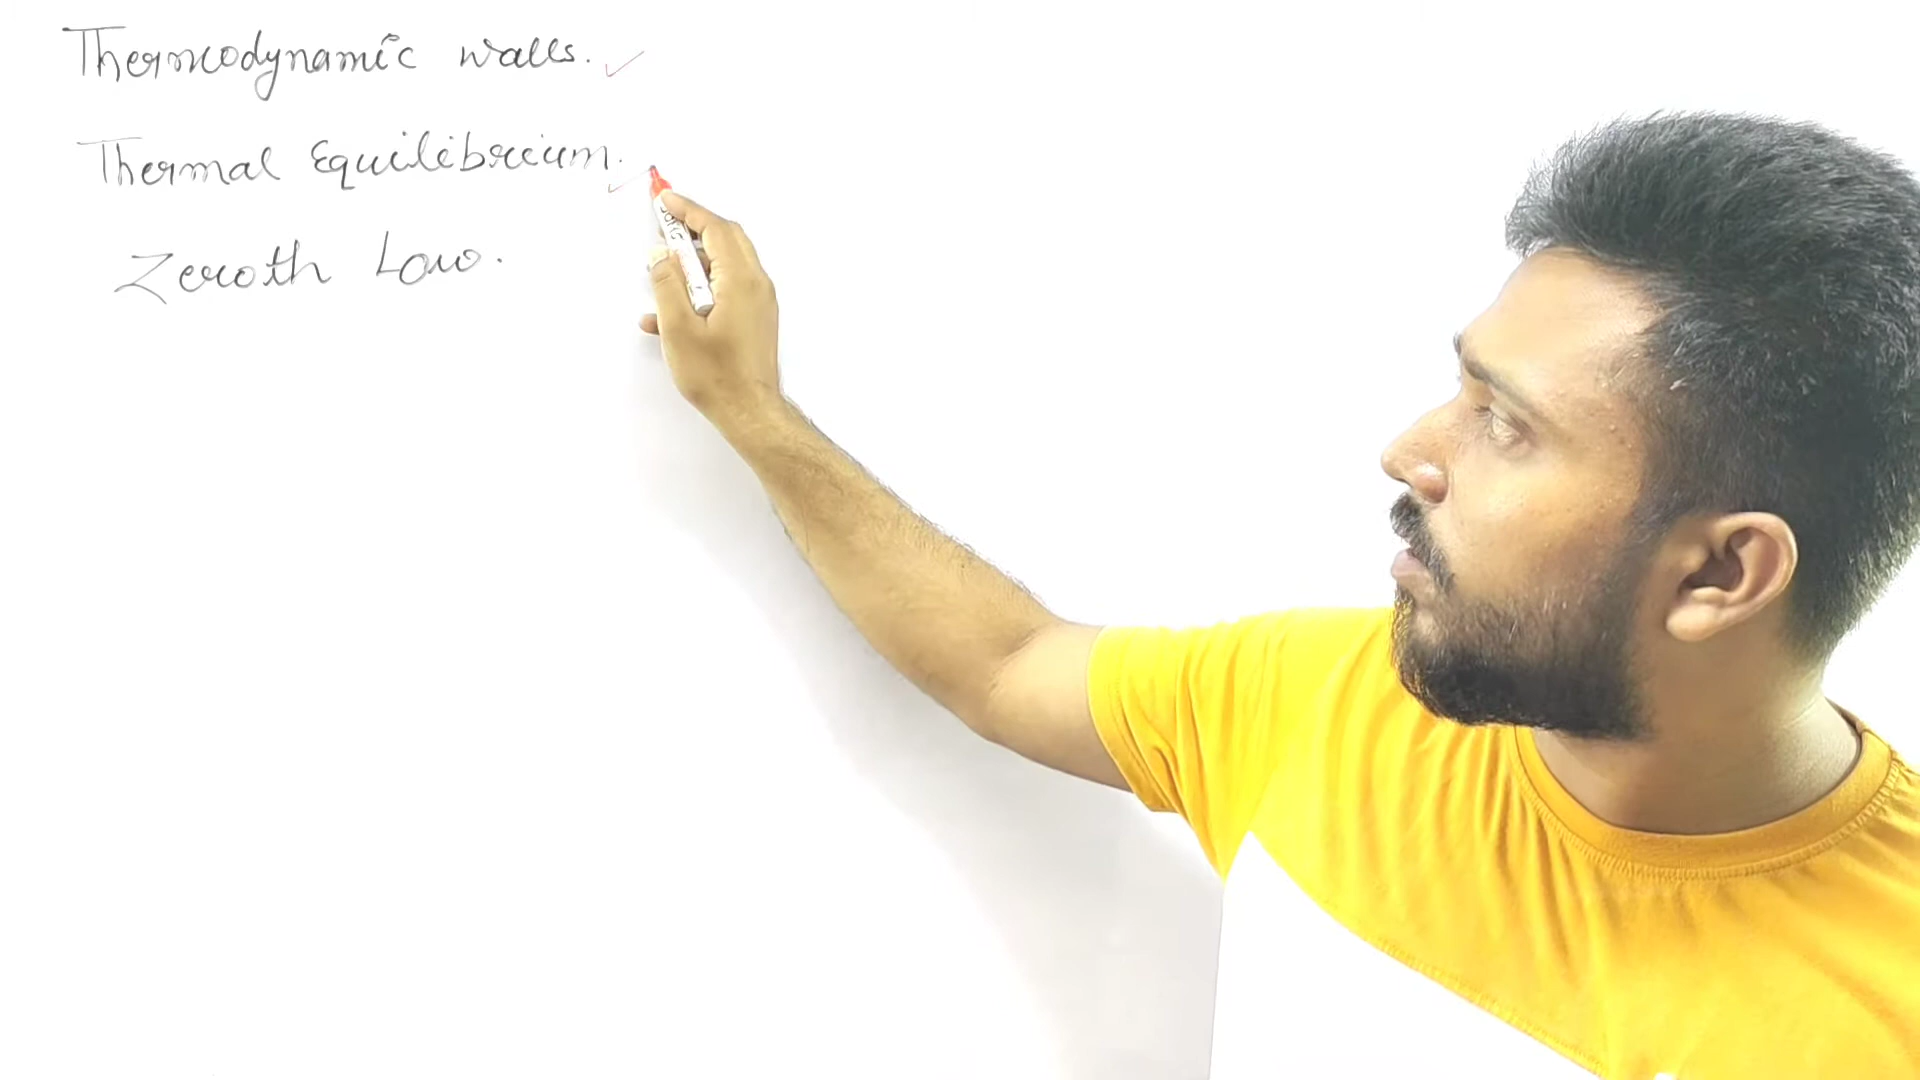 Thermodynamic walls.
Thermal Equilibrium.
Zeroth Law.